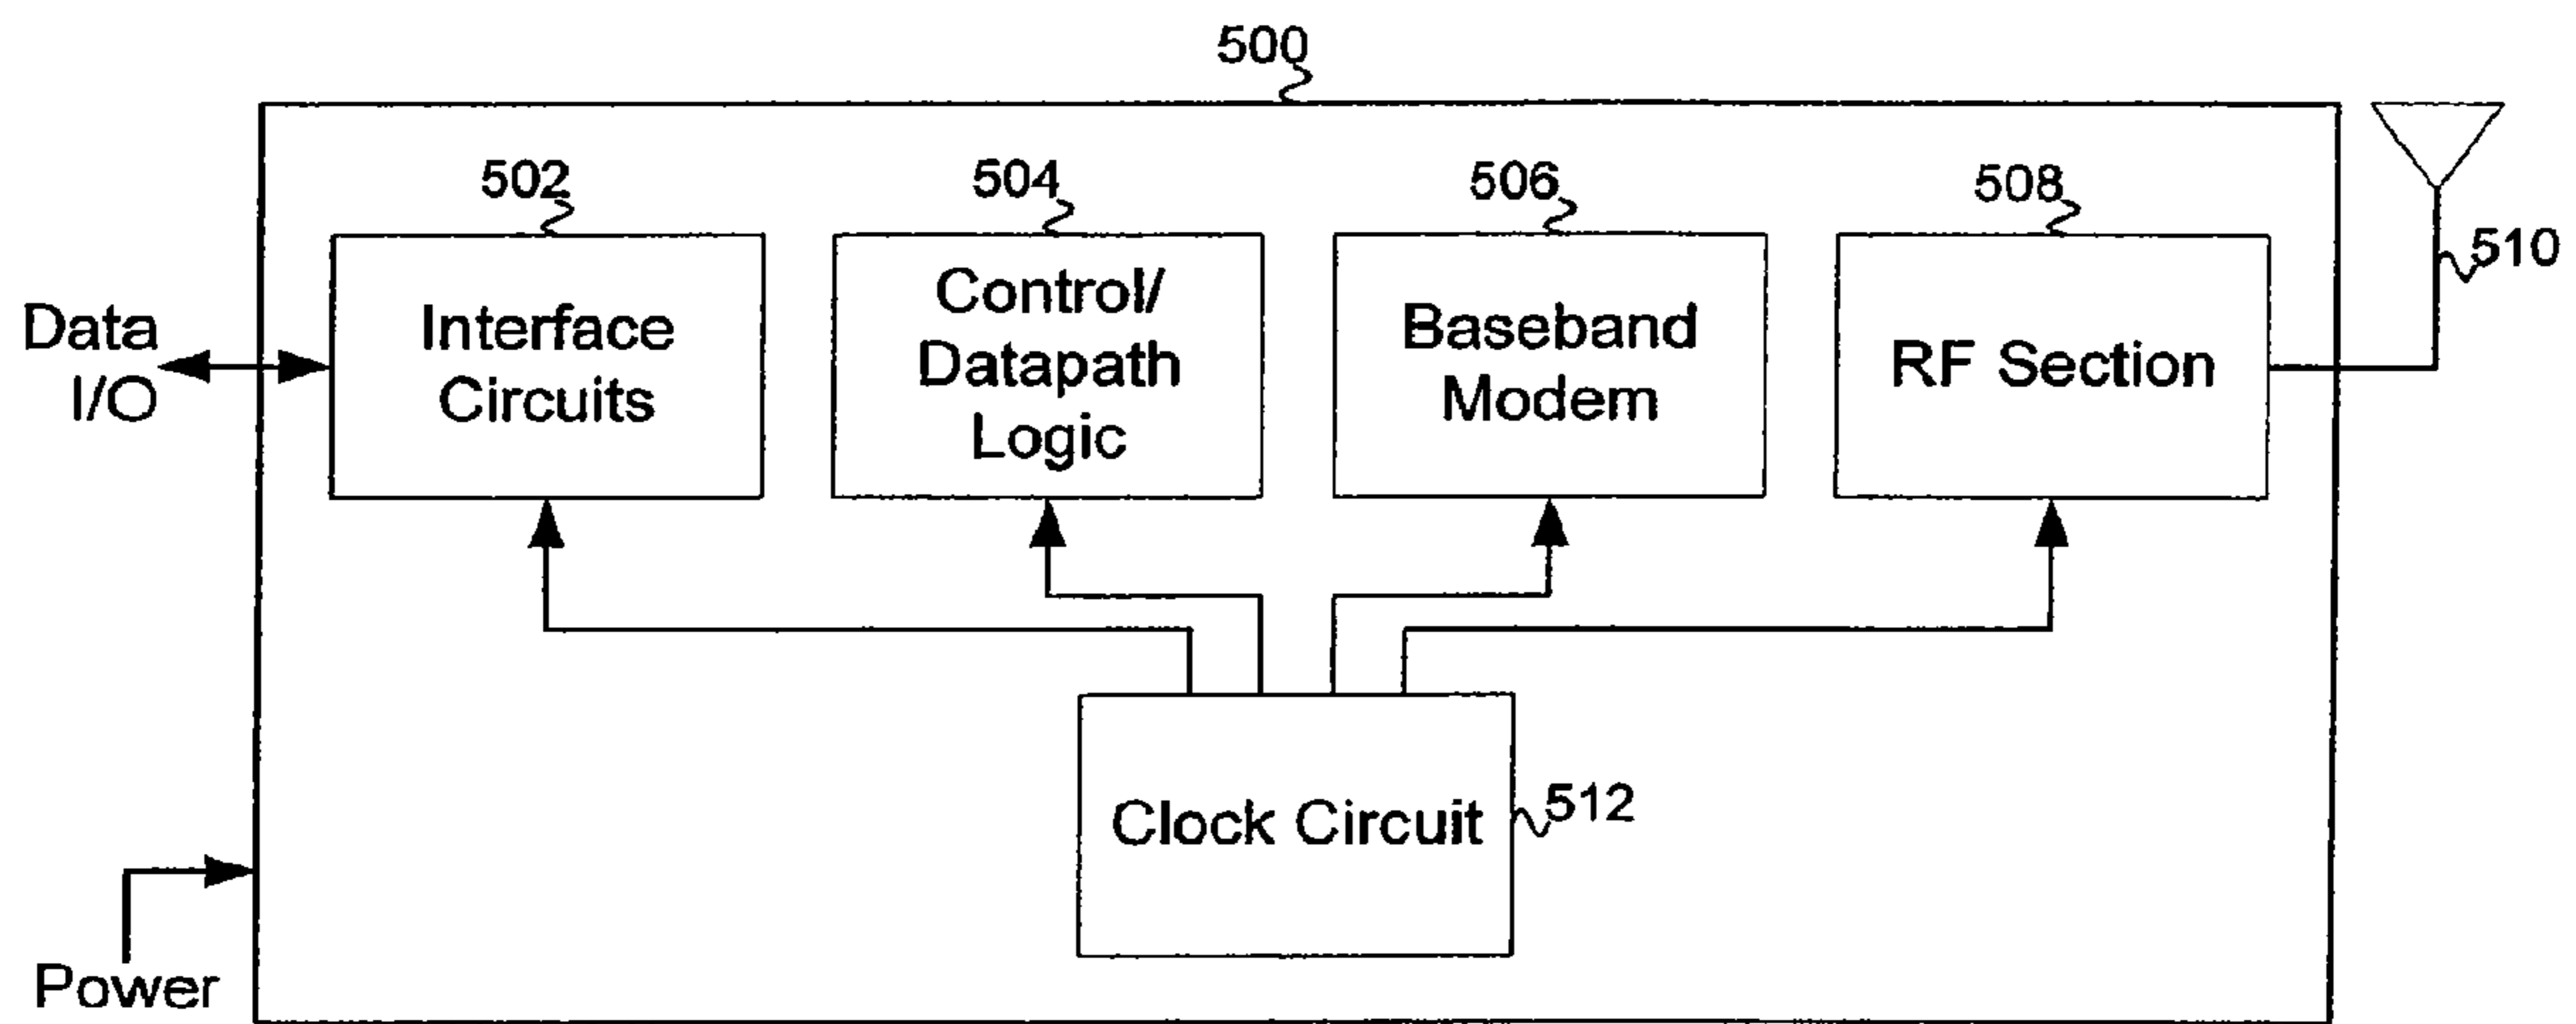 500
502
504
506
508
510
Data
I/O
Interface
Circuits
Control/
Datapath
Logic
Baseband
Modem
RF Section
Clock Circuit
512
Power